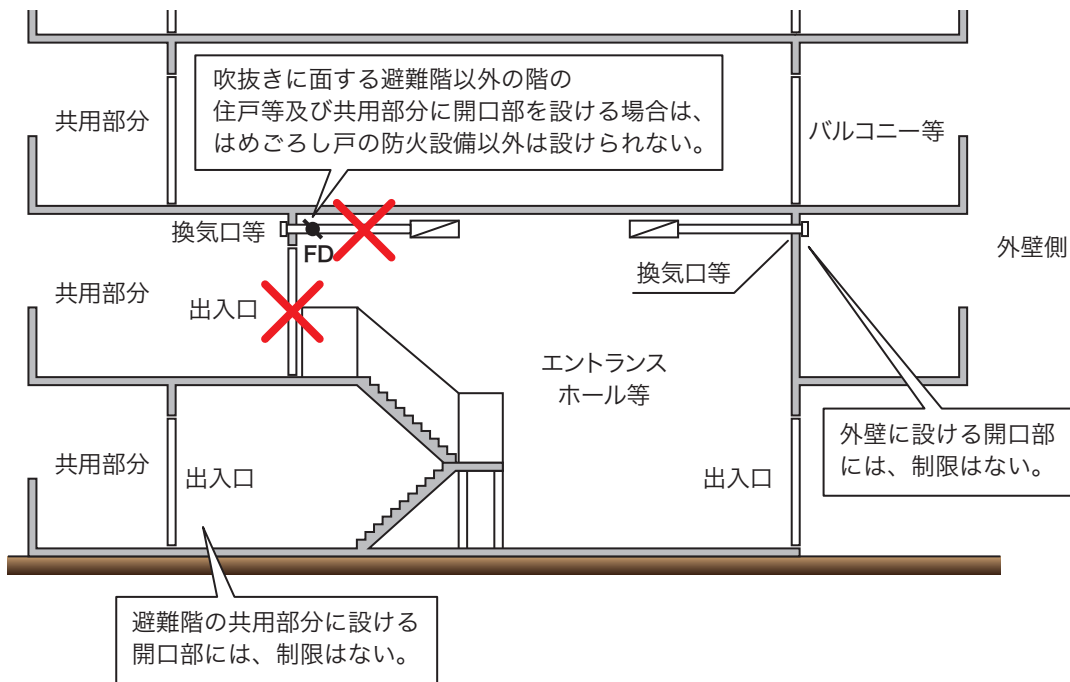 吹抜きに面する避難階以外の階の
住戸等及び共用部分に開口部を設ける場合は、
はめごろし戸の防火設備以外は設けられない。
共用部分
バルコニー等
換気口等
FD
換気口等
外壁側
共用部分
出入口
エントランス
ホール等
外壁に設ける開口部
には、制限はない。
共用部分
出入口
出入口
避難階の共用部分に設ける
開口部には、制限はない。